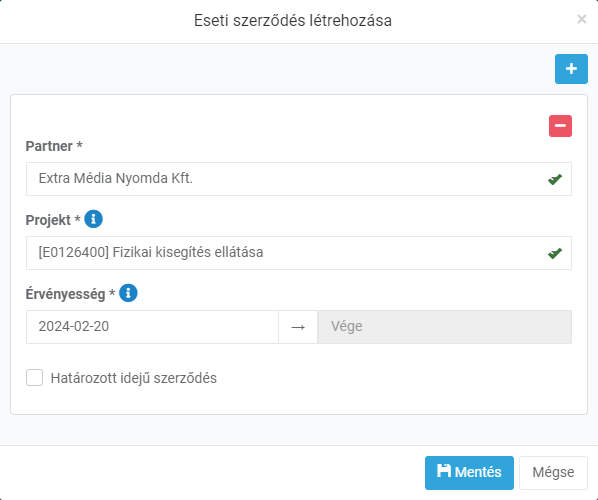 Eseti szerződés létrehozása
×
+
−
Partner *
Extra Média Nyomda Kft.
Projekt *
[E0126400] Fizikai kisegítés ellátása
Érvényesség *
2024-02-20 → Vége
Határozott idejű szerződés
Mentés Mégse